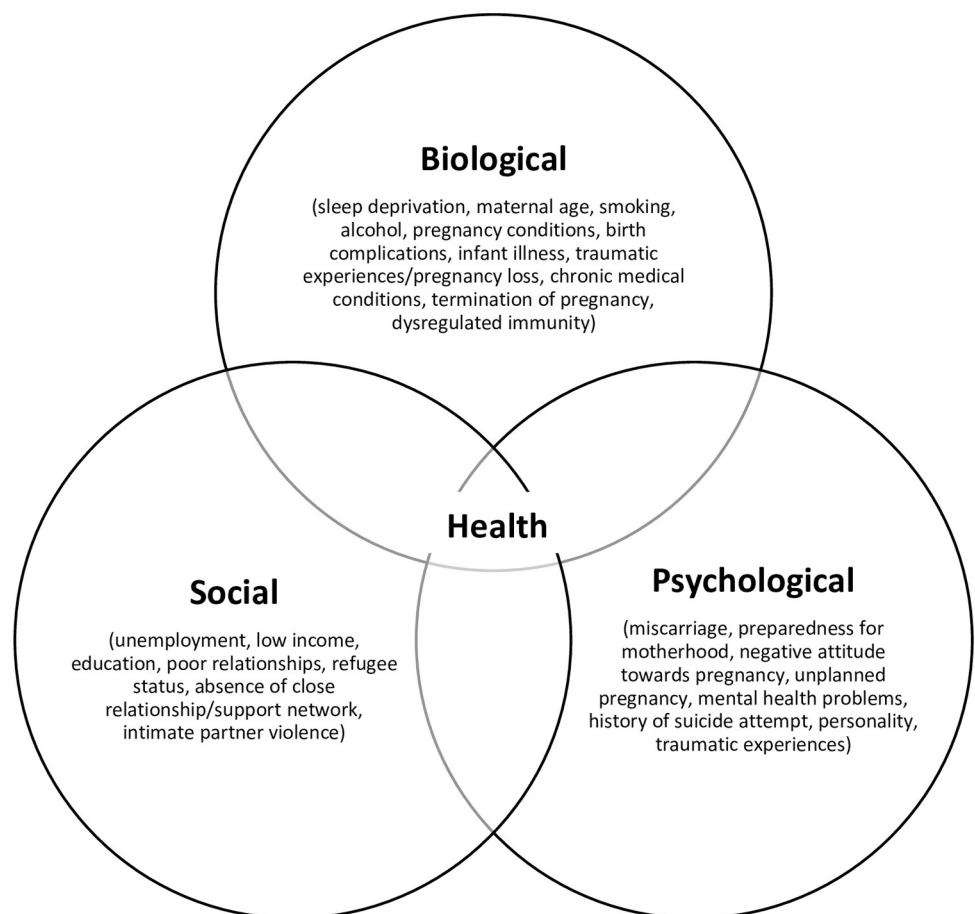 Biological
(sleep deprivation, maternal age, smoking,
alcohol, pregnancy conditions, birth
complications, infant illness, traumatic
experiences/pregnancy loss, chronic medical
conditions, termination of pregnancy,
dysregulated immunity)
Health
Social
(unemployment, low income,
education, poor relationships, refugee
status, absence of close
relationship/support network,
intimate partner violence)
Psychological
(miscarriage, preparedness for
motherhood, negative attitude
towards pregnancy, unplanned
pregnancy, mental health problems,
history of suicide attempt, personality,
traumatic experiences)